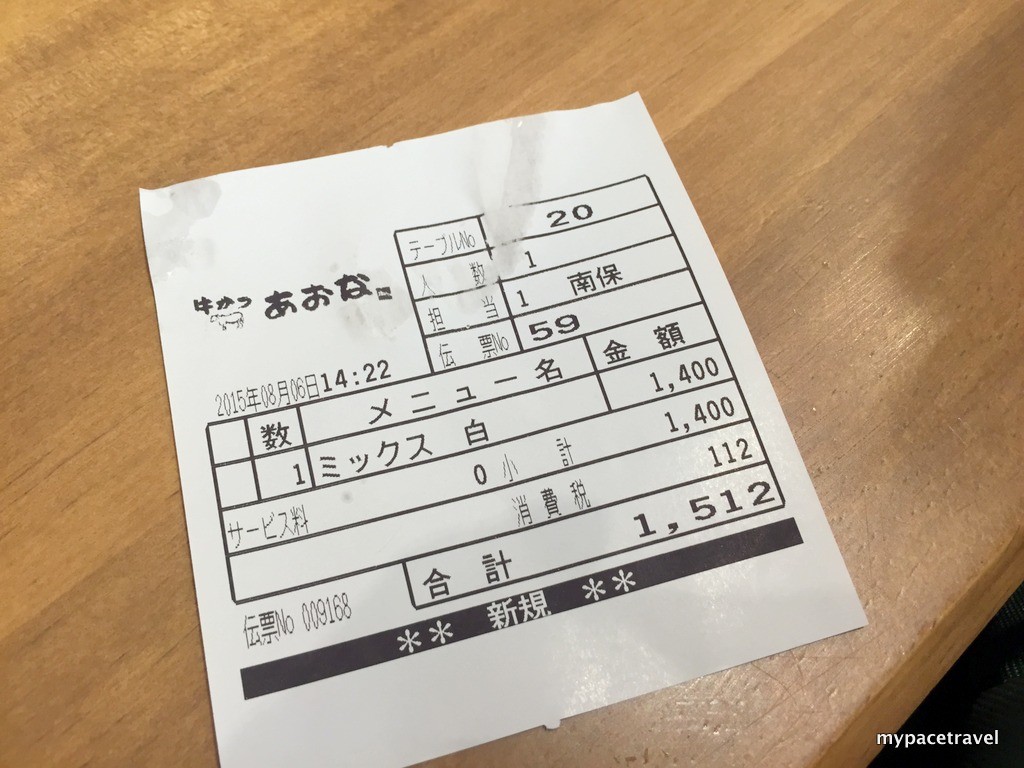 テーブルNo 20
人 数 1
担 当 1 南保
伝 票No 59
牛かつ あおな
2015年08月06日14:22
数 メニュー名 金 額
1 ミックス 白 1,400
サービス料 0 小 計 1,400
消費税 112
合 計 1,512
伝票No 009168
** 新規 **
mypacetravel